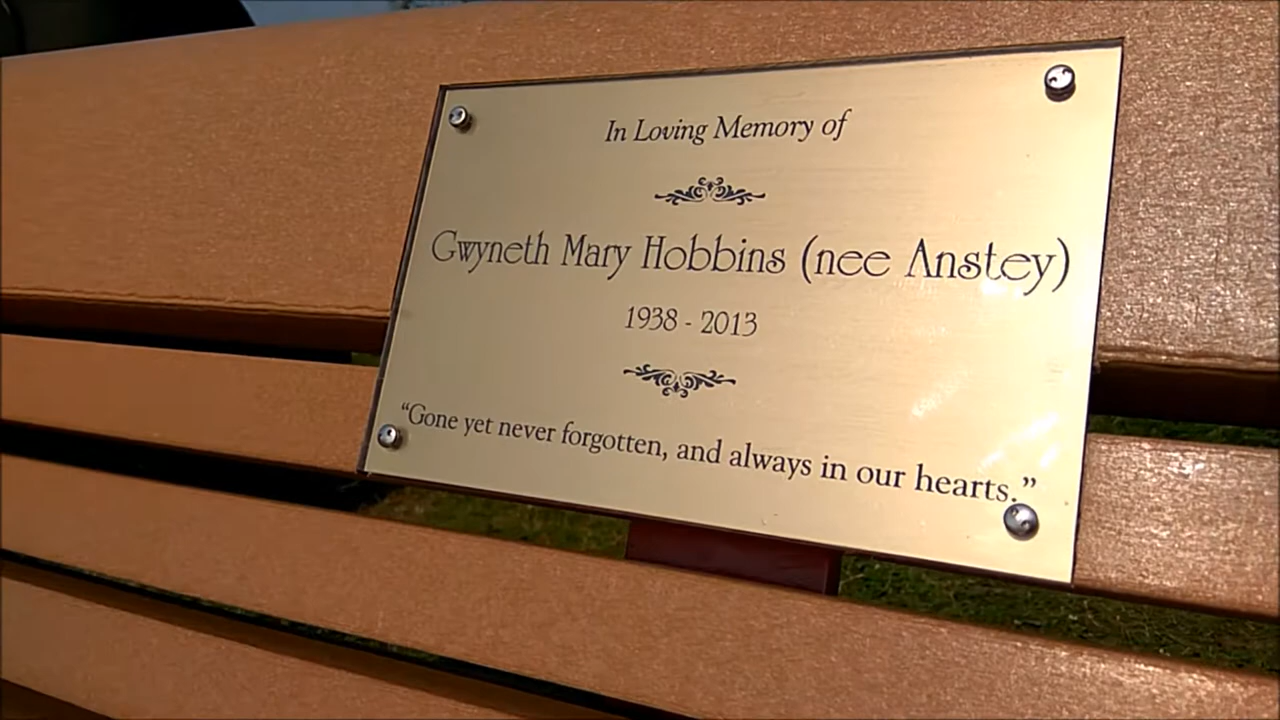 In Loving Memory of
Gwyneth Mary Hobbins (nee Anstey)
1938 - 2013
“Gone yet never forgotten, and always in our hearts.”